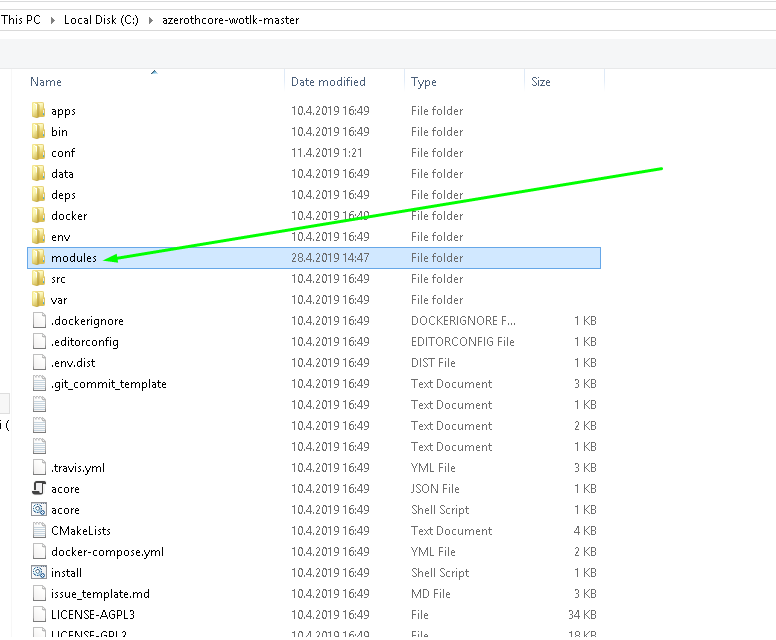 This PC Local Disk (C:) azerothcore-wotlk-master
Name Date modified Type Size
apps 10.4.2019 16:49 File folder
bin 10.4.2019 16:49 File folder
conf 11.4.2019 1:21 File folder
data 10.4.2019 16:49 File folder
deps 10.4.2019 16:49 File folder
docker 10.4.2019 16:49 File folder
env 10.4.2019 16:49 File folder
modules 28.4.2019 14:47 File folder
src 10.4.2019 16:49 File folder
var 10.4.2019 16:49 File folder
.dockerignore 10.4.2019 16:49 DOCKERIGNORE F... 1 KB
.editorconfig 10.4.2019 16:49 EDITORCONFIG File 1 KB
.env.dist 10.4.2019 16:49 DIST File 1 KB
.git_commit_template 10.4.2019 16:49 Text Document 3 KB
10.4.2019 16:49 Text Document 1 KB
i ( 10.4.2019 16:49 Text Document 2 KB
10.4.2019 16:49 Text Document 1 KB
.travis.yml 10.4.2019 16:49 YML File 3 KB
acore 10.4.2019 16:49 JSON File 1 KB
acore 10.4.2019 16:49 Shell Script 1 KB
CMakeLists 10.4.2019 16:49 Text Document 4 KB
docker-compose.yml 10.4.2019 16:49 YML File 2 KB
install 10.4.2019 16:49 Shell Script 1 KB
issue_template.md 10.4.2019 16:49 MD File 3 KB
LICENSE-AGPL3 10.4.2019 16:49 File 34 KB
LICENSE-GPL2 10.4.2019 16:49 File 18 KB